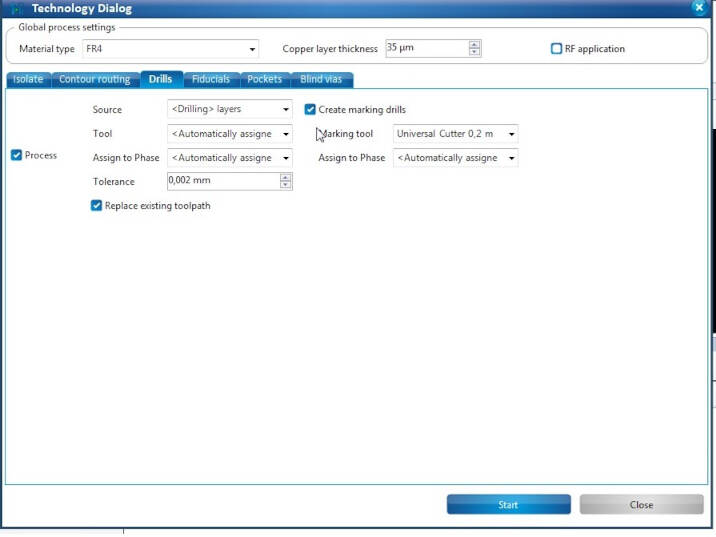 Technology Dialog
Global process settings
Material type FR4 Copper layer thickness 35 µm RF application
Isolate Contour routing Drills Fiducials Pockets Blind vias
Source <Drilling> layers Create marking drills
Tool <Automatically assigne Marking tool Universal Cutter 0,2 m
Process Assign to Phase <Automatically assigne Assign to Phase <Automatically assigne
Tolerance 0,002 mm
Replace existing toolpath
Start Close